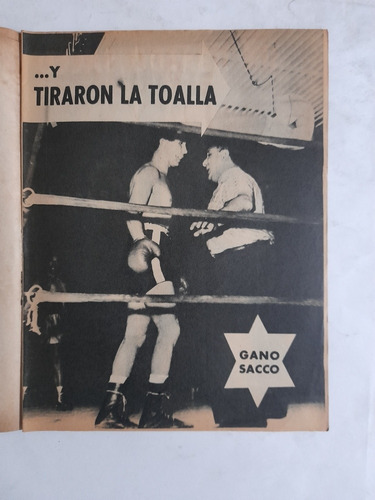 ...Y
TIRARON LA TOALLA
GANO
SACCO